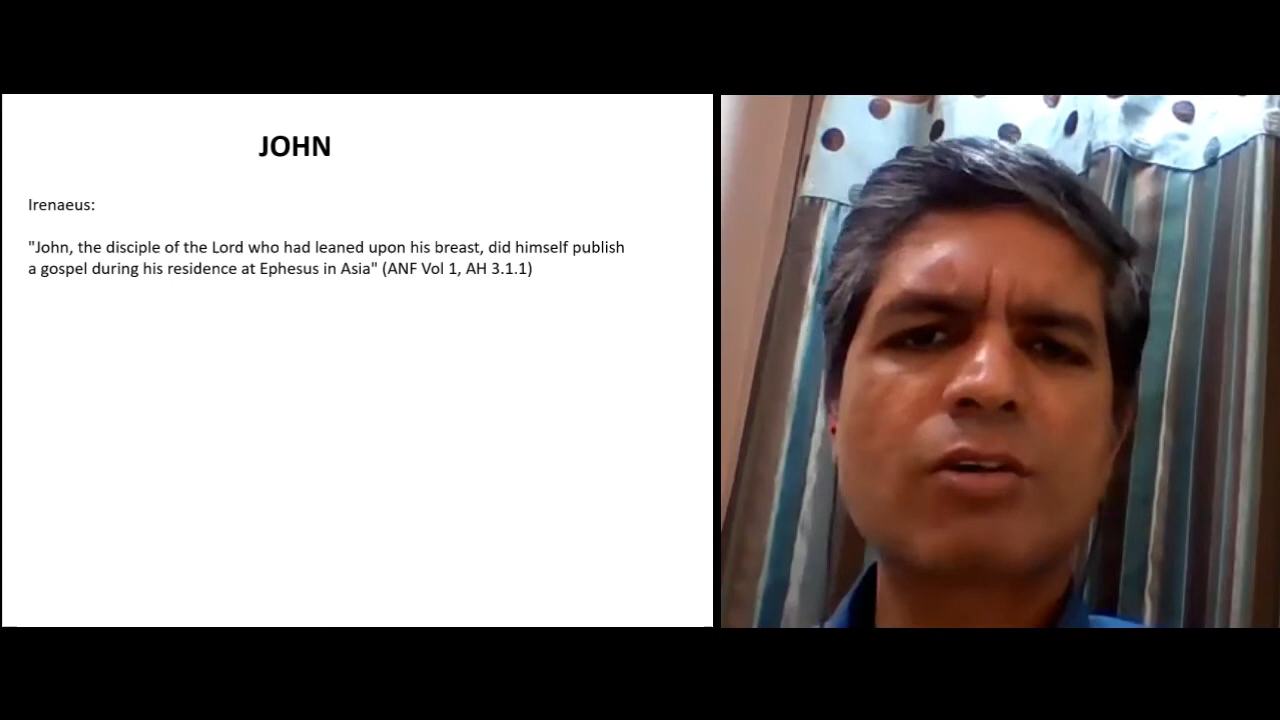 JOHN
Irenaeus:
"John, the disciple of the Lord who had leaned upon his breast, did himself publish
a gospel during his residence at Ephesus in Asia" (ANF Vol 1, AH 3.1.1)